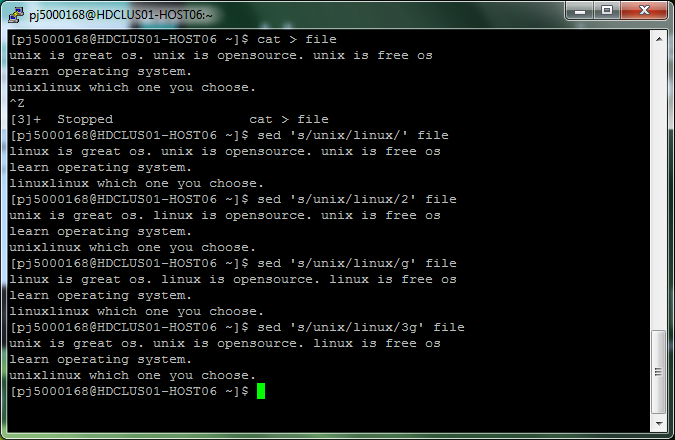 pj5000168@HDCLUS01-HOST06:~
[pj5000168@HDCLUS01-HOST06 ~]$ cat > file
unix is great os. unix is opensource. unix is free os
learn operating system.
unixlinux which one you choose.
^Z
[3]+  Stopped                 cat > file
[pj5000168@HDCLUS01-HOST06 ~]$ sed 's/unix/linux/' file
linux is great os. unix is opensource. unix is free os
learn operating system.
linuxlinux which one you choose.
[pj5000168@HDCLUS01-HOST06 ~]$ sed 's/unix/linux/2' file
unix is great os. linux is opensource. unix is free os
learn operating system.
unixlinux which one you choose.
[pj5000168@HDCLUS01-HOST06 ~]$ sed 's/unix/linux/g' file
linux is great os. linux is opensource. linux is free os
learn operating system.
linuxlinux which one you choose.
[pj5000168@HDCLUS01-HOST06 ~]$ sed 's/unix/linux/3g' file
unix is great os. unix is opensource. linux is free os
learn operating system.
unixlinux which one you choose.
[pj5000168@HDCLUS01-HOST06 ~]$